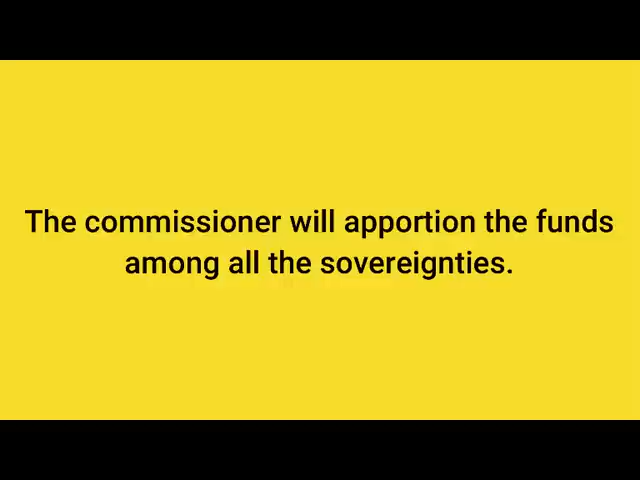 The commissioner will apportion the funds
among all the sovereignties.